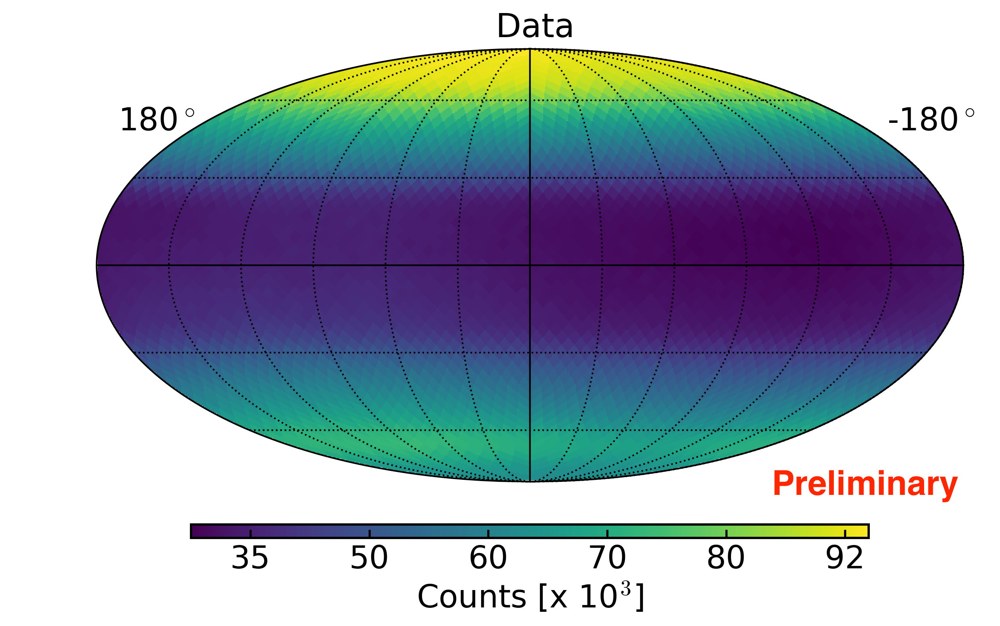 Data
180° -180°
Preliminary
35 50 60 70 80 92
Counts [x 10³]